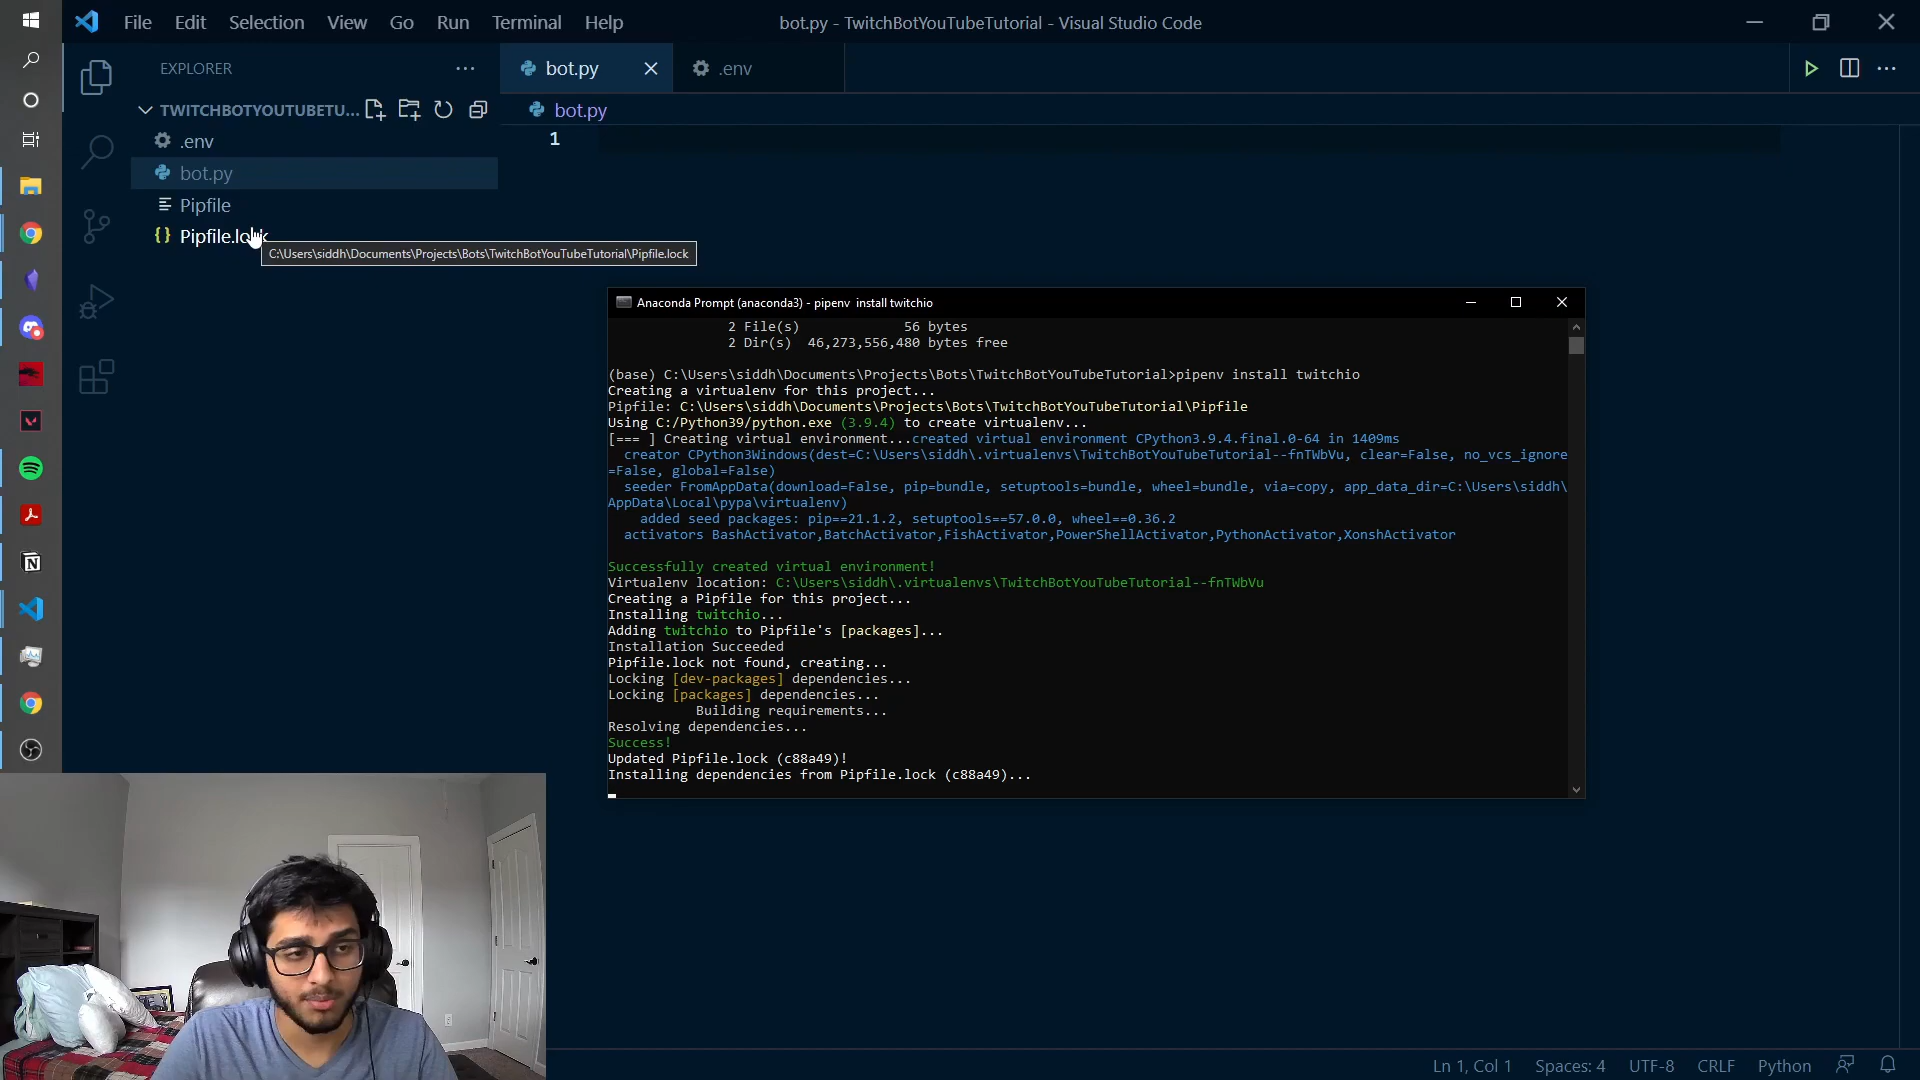 File Edit Selection View Go Run Terminal Help
bot.py - TwitchBotYouTubeTutorial - Visual Studio Code
EXPLORER
bot.py
.env
TWITCHBOTYOUTUBETU...
bot.py
1
.env
bot.py
Pipfile
Pipfile.lock
C:\Users\siddh\Documents\Projects\Bots\TwitchBotYouTubeTutorial\Pipfile.lock
Anaconda Prompt (anaconda3) - pipenv  install twitchio
2 File(s)             56 bytes
2 Dir(s)  46,273,556,480 bytes free
(base) C:\Users\siddh\Documents\Projects\Bots\TwitchBotYouTubeTutorial>pipenv install twitchio
Creating a virtualenv for this project...
Pipfile: C:\Users\siddh\Documents\Projects\Bots\TwitchBotYouTubeTutorial\Pipfile
Using C:/Python39/python.exe (3.9.4) to create virtualenv...
[=== ] Creating virtual environment...created virtual environment CPython3.9.4.final.0-64 in 1409ms
creator CPython3Windows(dest=C:\Users\siddh\.virtualenvs\TwitchBotYouTubeTutorial--fnTWbVu, clear=False, no_vcs_ignore
=False, global=False)
seeder FromAppData(download=False, pip=bundle, setuptools=bundle, wheel=bundle, via=copy, app_data_dir=C:\Users\siddh\
AppData\Local\pypa\virtualenv)
added seed packages: pip==21.1.2, setuptools==57.0.0, wheel==0.36.2
activators BashActivator,BatchActivator,FishActivator,PowerShellActivator,PythonActivator,XonshActivator
Successfully created virtual environment!
Virtualenv location: C:\Users\siddh\.virtualenvs\TwitchBotYouTubeTutorial--fnTWbVu
Creating a Pipfile for this project...
Installing twitchio...
Adding twitchio to Pipfile's [packages]...
Installation Succeeded
Pipfile.lock not found, creating...
Locking [dev-packages] dependencies...
Locking [packages] dependencies...
Building requirements...
Resolving dependencies...
Success!
Updated Pipfile.lock (c88a49)!
Installing dependencies from Pipfile.lock (c88a49)...
Ln 1, Col 1 Spaces: 4 UTF-8 CRLF Python